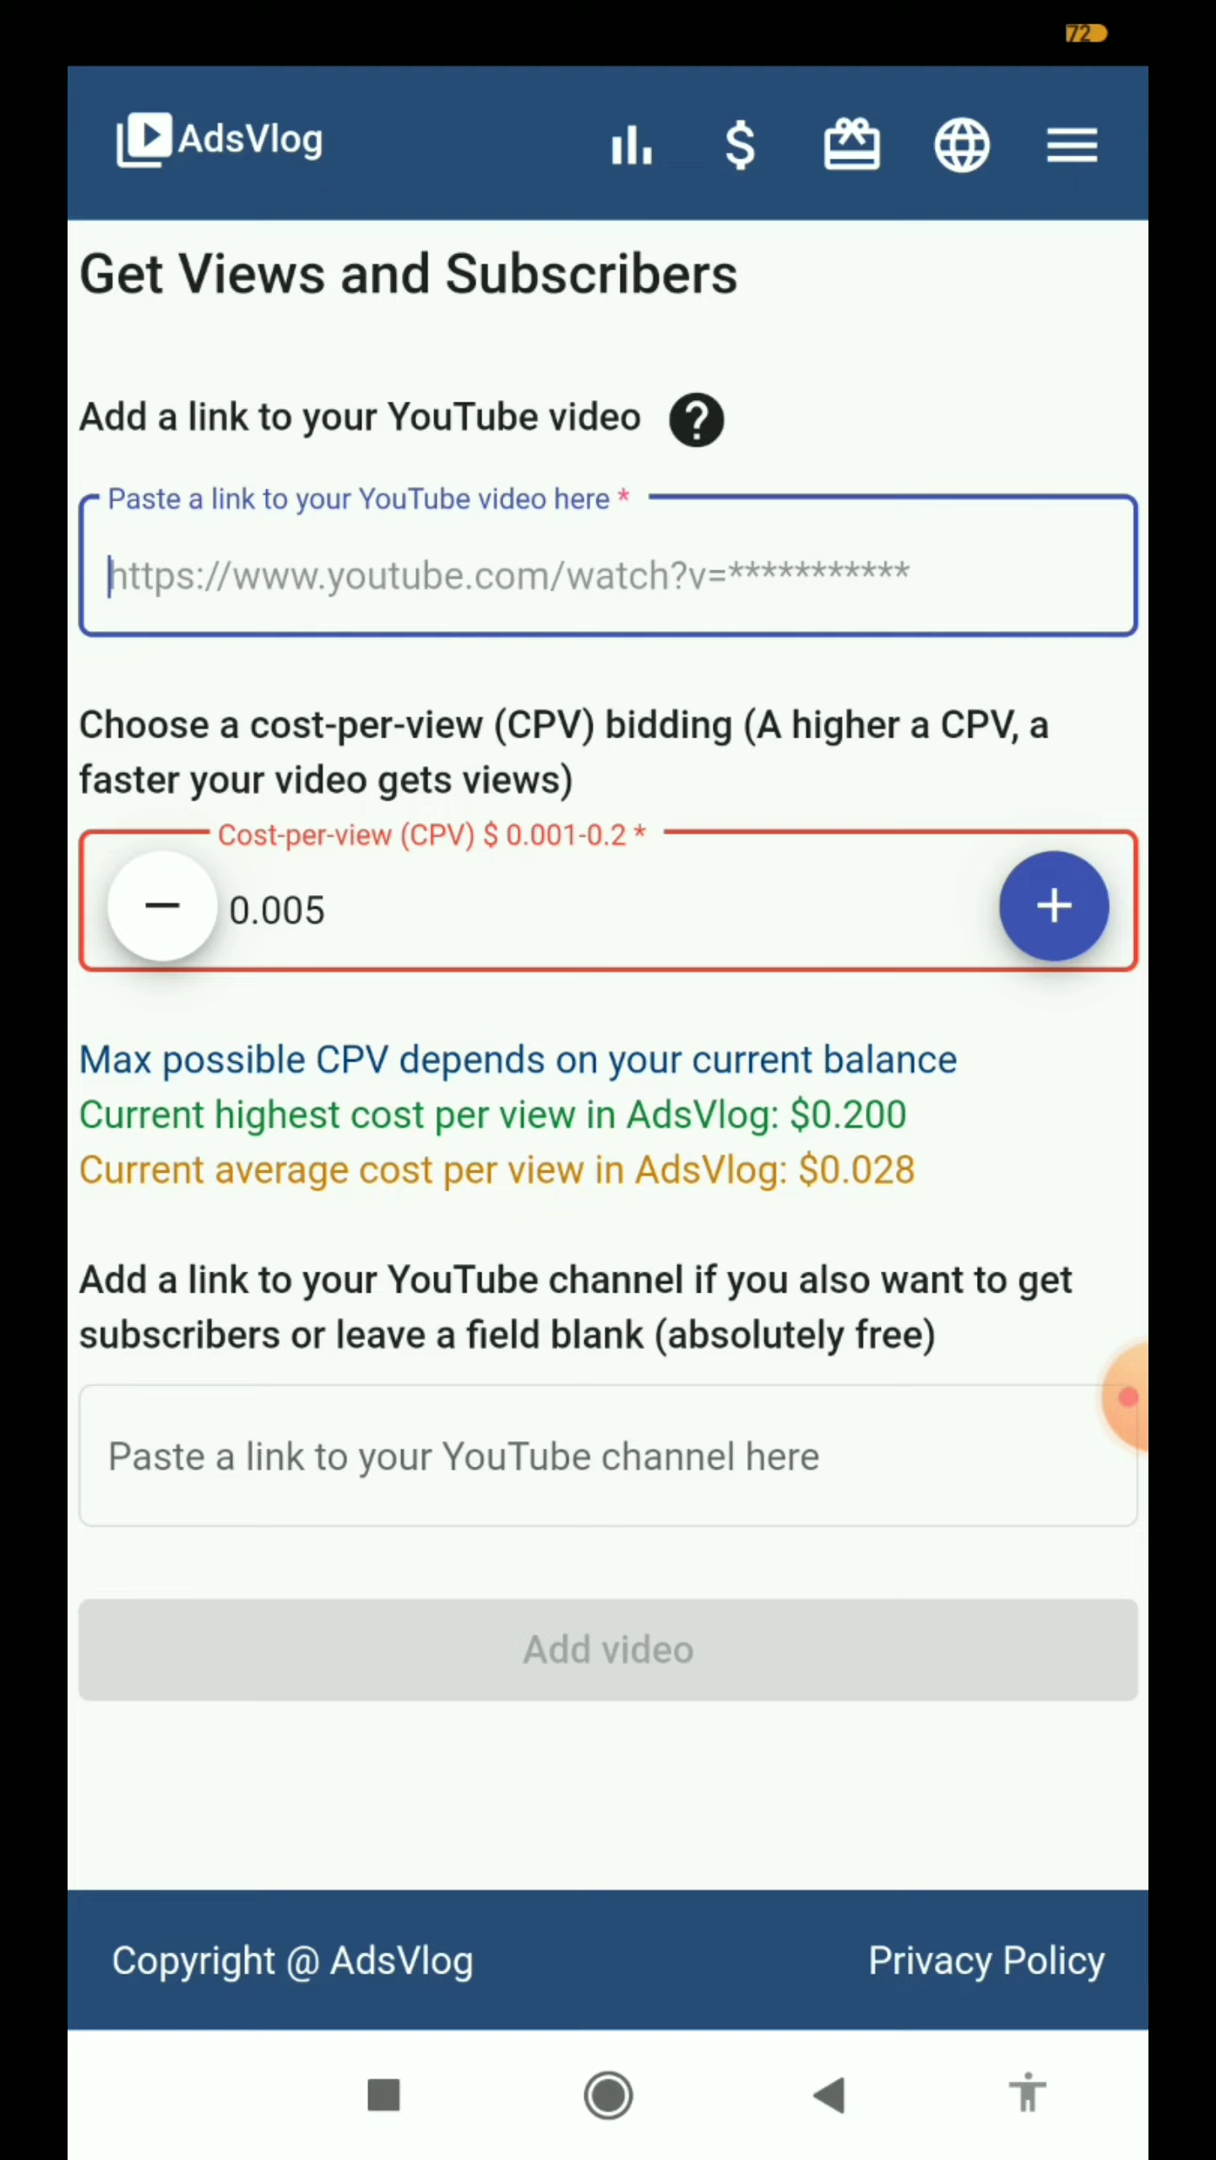 72
AdsVlog
Get Views and Subscribers
Add a link to your YouTube video
Paste a link to your YouTube video here *
https://www.youtube.com/watch?v=***********
Choose a cost-per-view (CPV) bidding (A higher a CPV, a
faster your video gets views)
Cost-per-view (CPV) $ 0.001-0.2 *
0.005
Max possible CPV depends on your current balance
Current highest cost per view in AdsVlog: $0.200
Current average cost per view in AdsVlog: $0.028
Add a link to your YouTube channel if you also want to get
subscribers or leave a field blank (absolutely free)
Paste a link to your YouTube channel here
Add video
Copyright @ AdsVlog
Privacy Policy